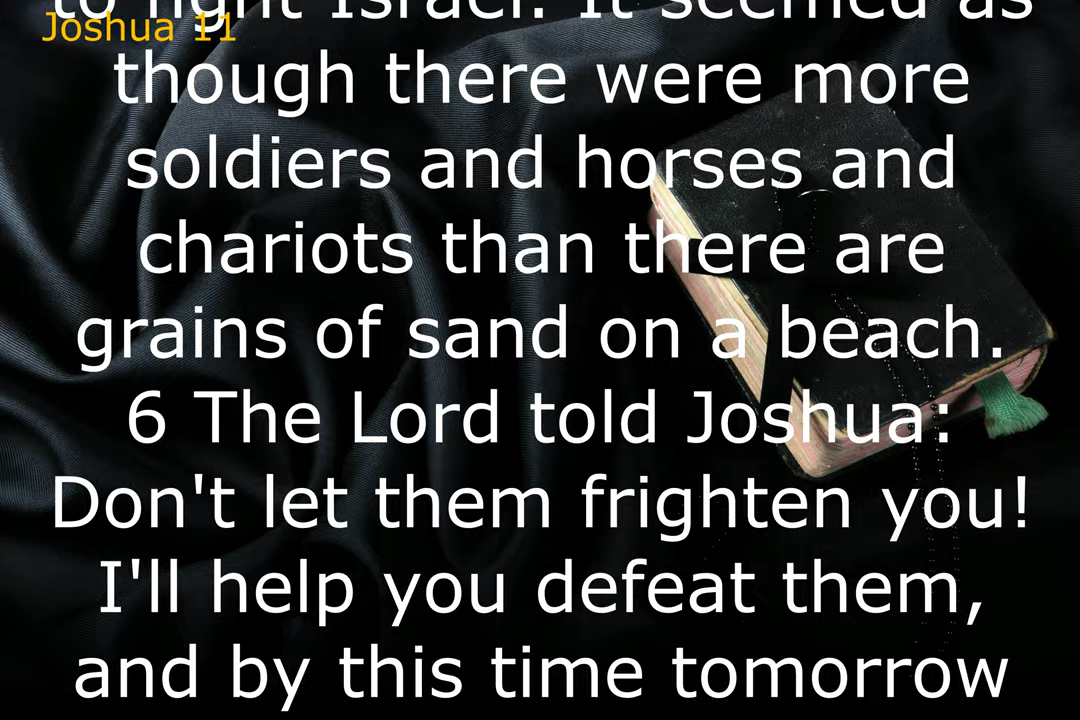 to fight Israel. It seemed as
Joshua 11
though there were more
soldiers and horses and
chariots than there are
grains of sand on a beach.
6 The Lord told Joshua:
Don't let them frighten you!
I'll help you defeat them,
and by this time tomorrow